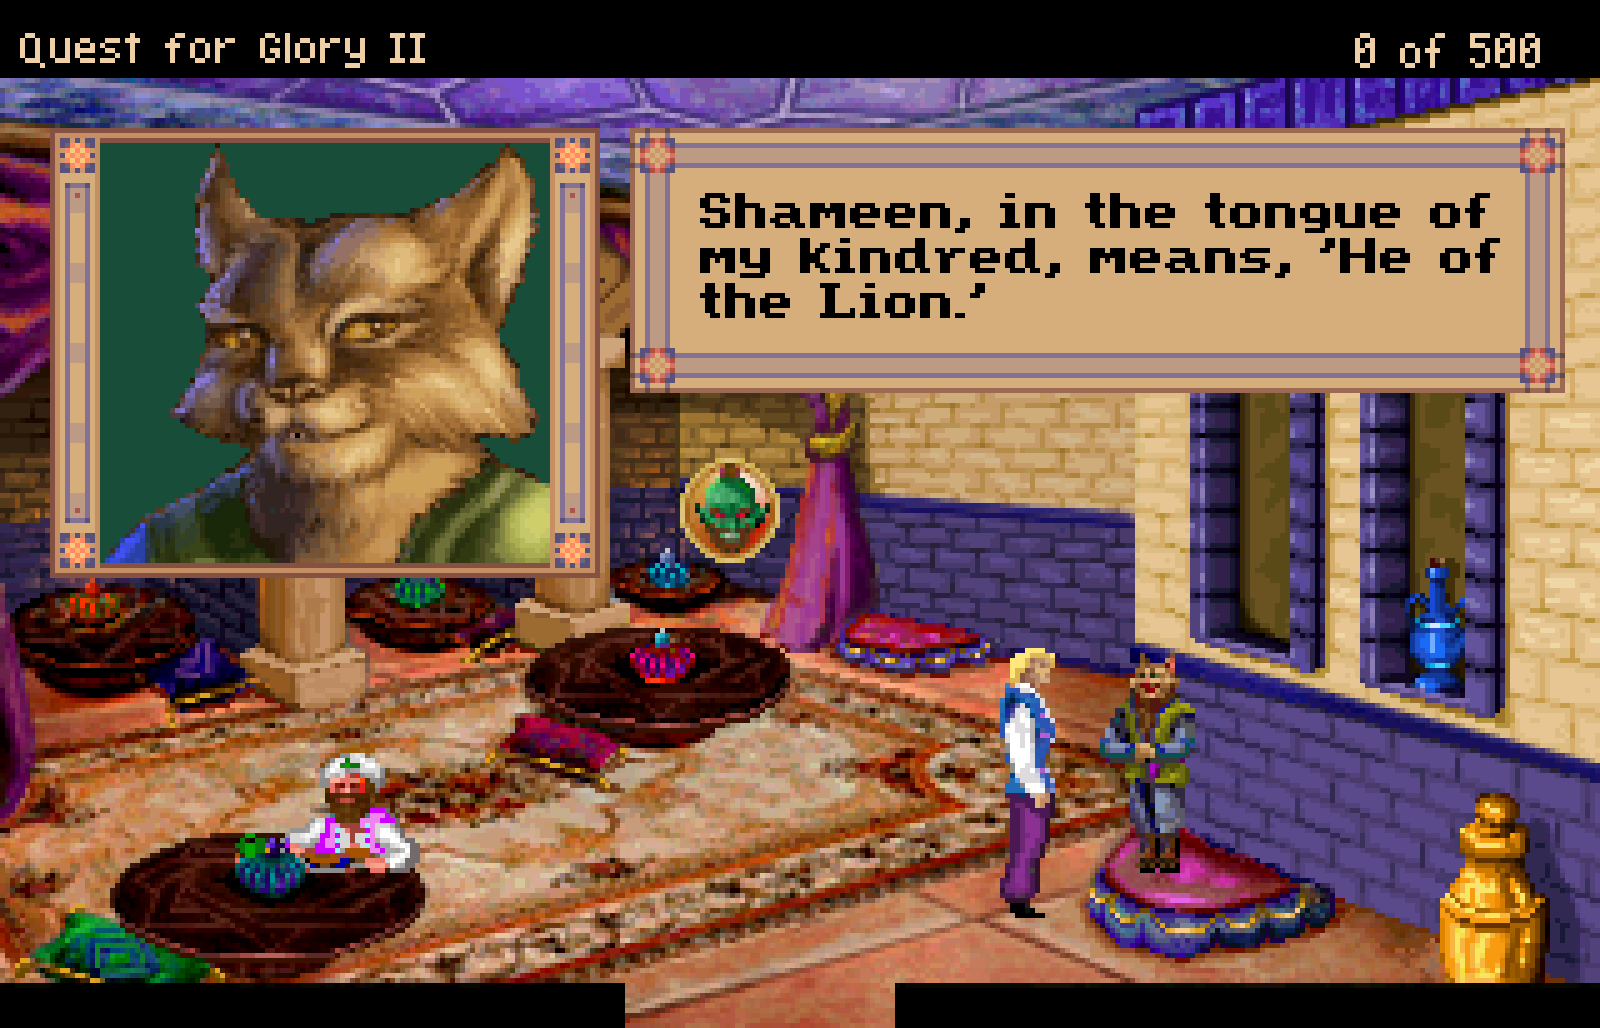 Quest for Glory II
0 of 500
Shameen, in the tongue of
my kindred, means, 'He of
the Lion.'